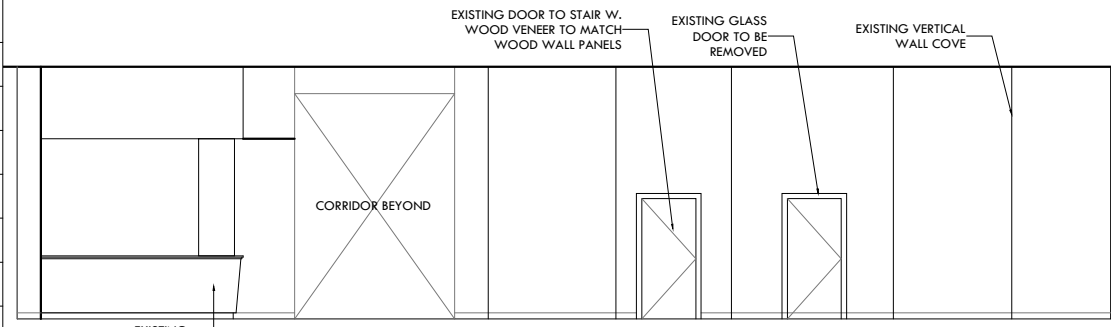 EXISTING DOOR TO STAIR W.
WOOD VENEER TO MATCH
WOOD WALL PANELS
EXISTING GLASS
DOOR TO BE
REMOVED
EXISTING VERTICAL
WALL COVE
CORRIDOR BEYOND
EXISTING